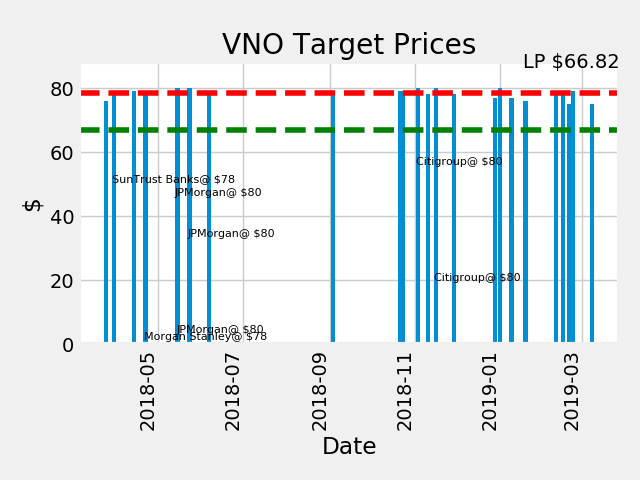 VNO Target Prices
LP $66.82
80
60
40
20
0
$
SunTrust Banks@ $78
JPMorgan@ $80
JPMorgan@ $80
JPMorgan@ $80
Morgan Stanley@ $78
Citigroup@ $80
Citigroup@ $80
2018-05
2018-07
2018-09
2018-11
2019-01
2019-03
Date